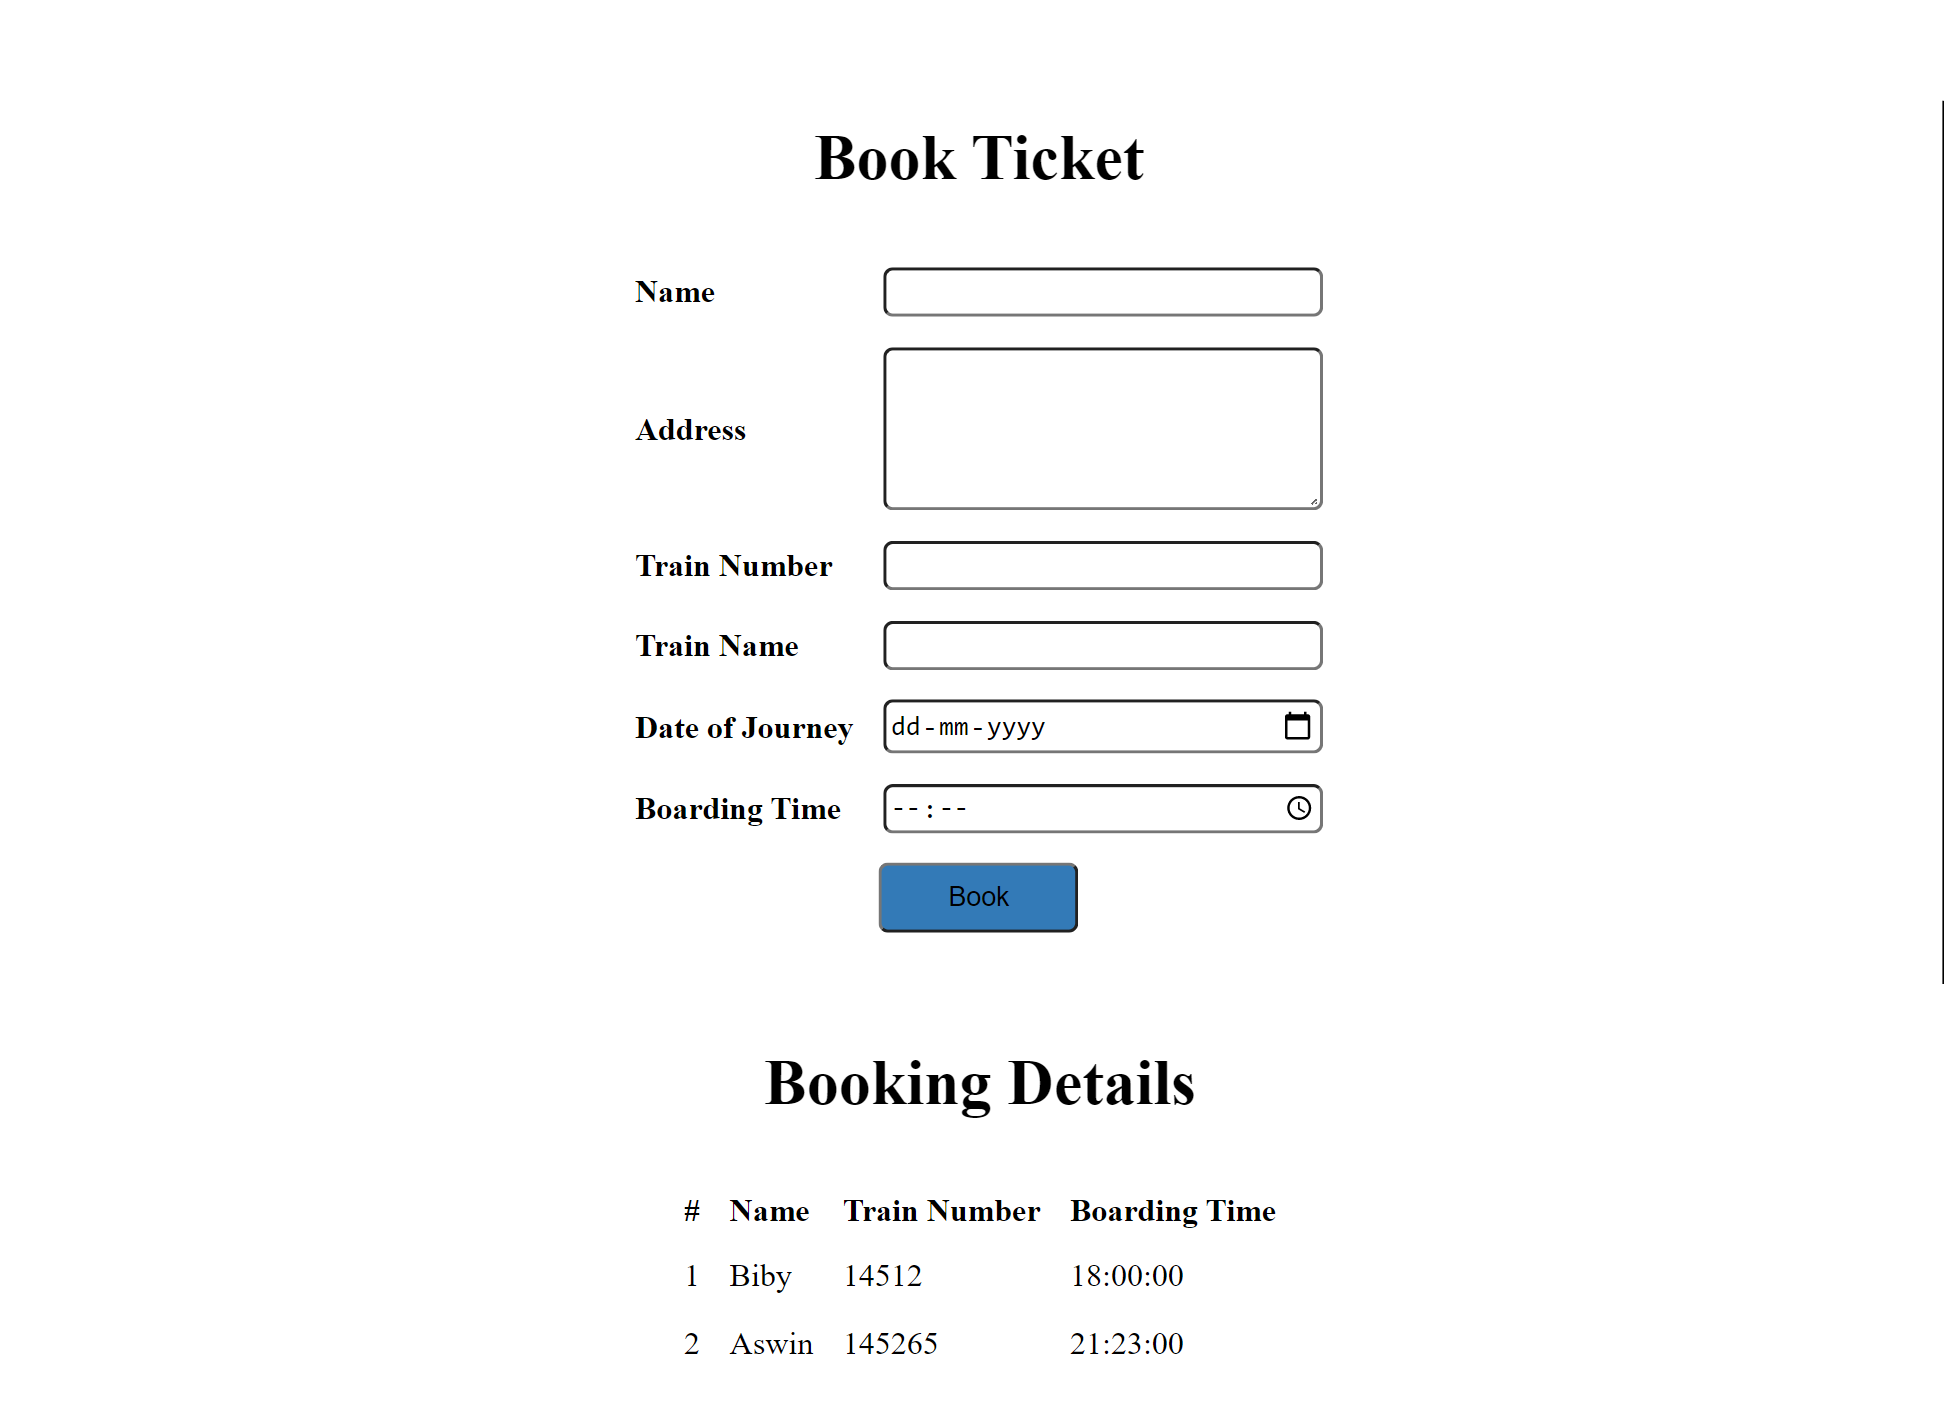 Book Ticket
Name
Address
Train Number
Train Name
Date of Journey dd-mm-yyyy
Boarding Time --:--
Book
Booking Details
# Name Train Number Boarding Time
1 Biby 14512 18:00:00
2 Aswin 145265 21:23:00